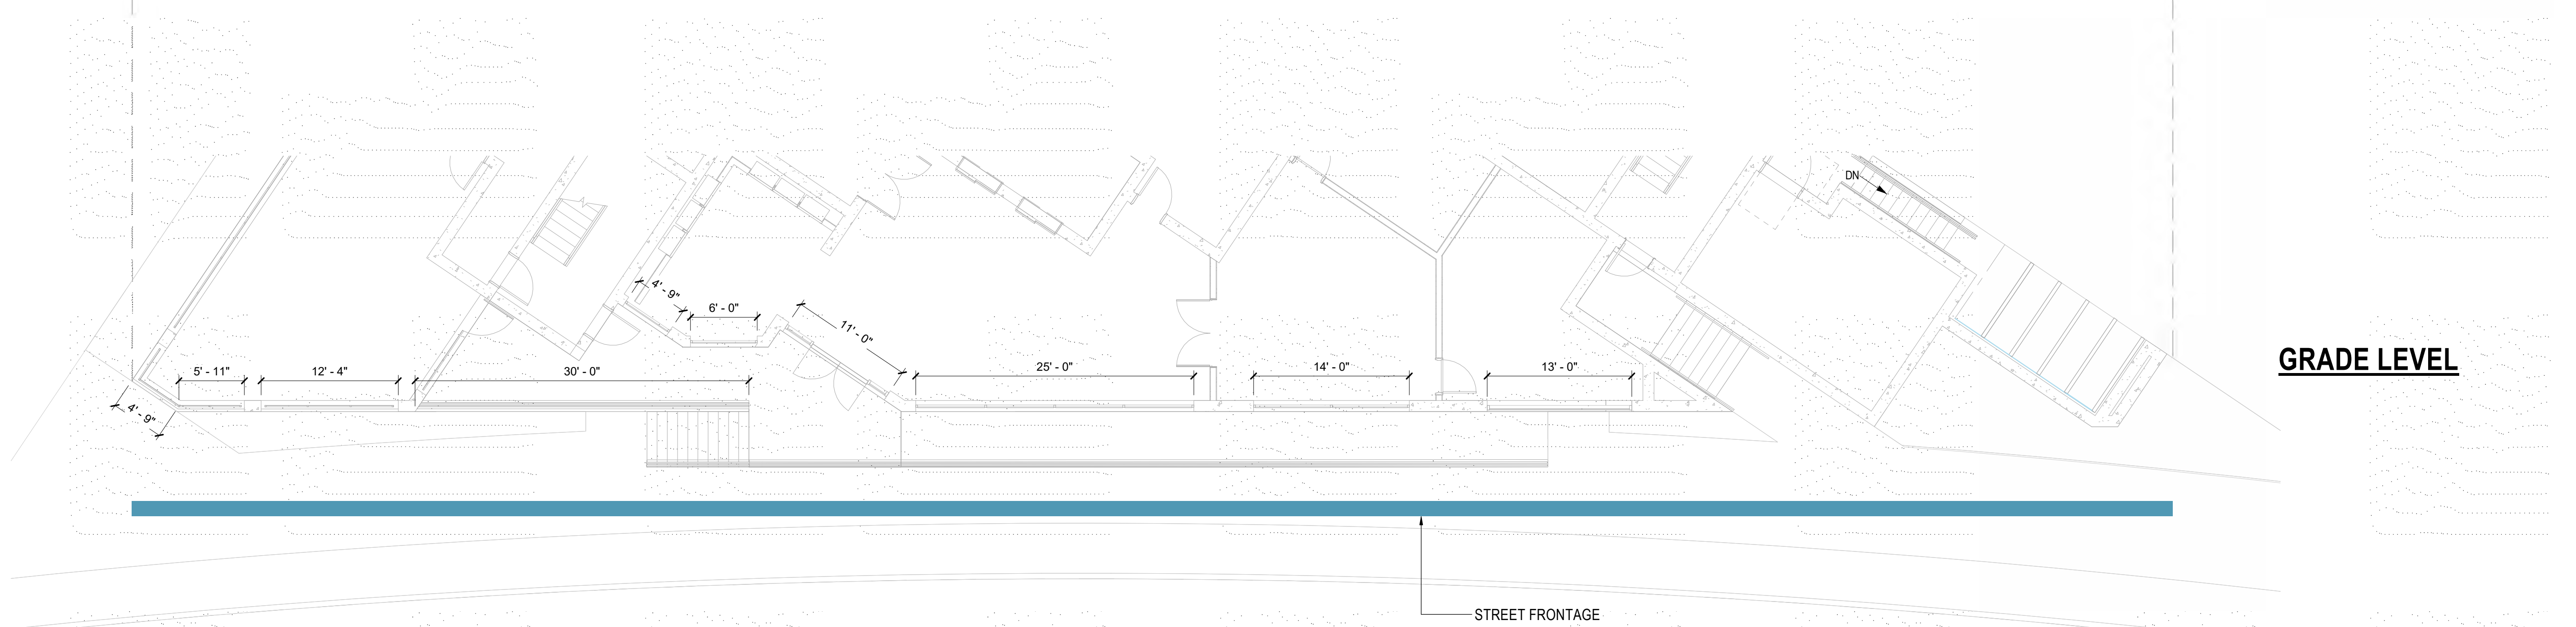 DN
4' - 9"
6' - 0"
11' - 0"
5' - 11"
12' - 4"
30' - 0"
25' - 0"
14' - 0"
13' - 0"
GRADE LEVEL
4' - 9"
STREET FRONTAGE